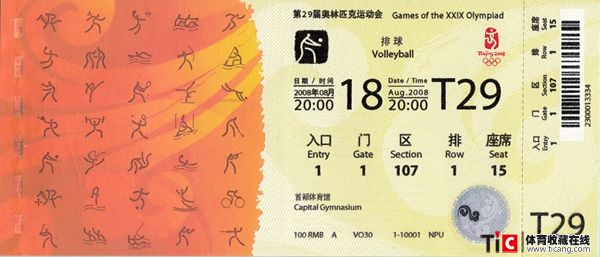 第29届奥林匹克运动会 Games of the XXIX Olympiad
排球
Volleyball
Beijing 2008
日期 / 时间
2008年08月
20:00
18
Date / Time
Aug.2008
20:00
T29
入口 门 区 排 座席
Entry Gate Section Row Seat
1 1 107 1 15
首都体育馆
Capital Gymnasium
100 RMB A VO30 1-10001 NPU
座席 Seat 15
排 Row 1
区 Section 107
门 Gate 1
入口 Entry 1
2300013334
T29
TiC 体育收藏在线
www.ticang.com